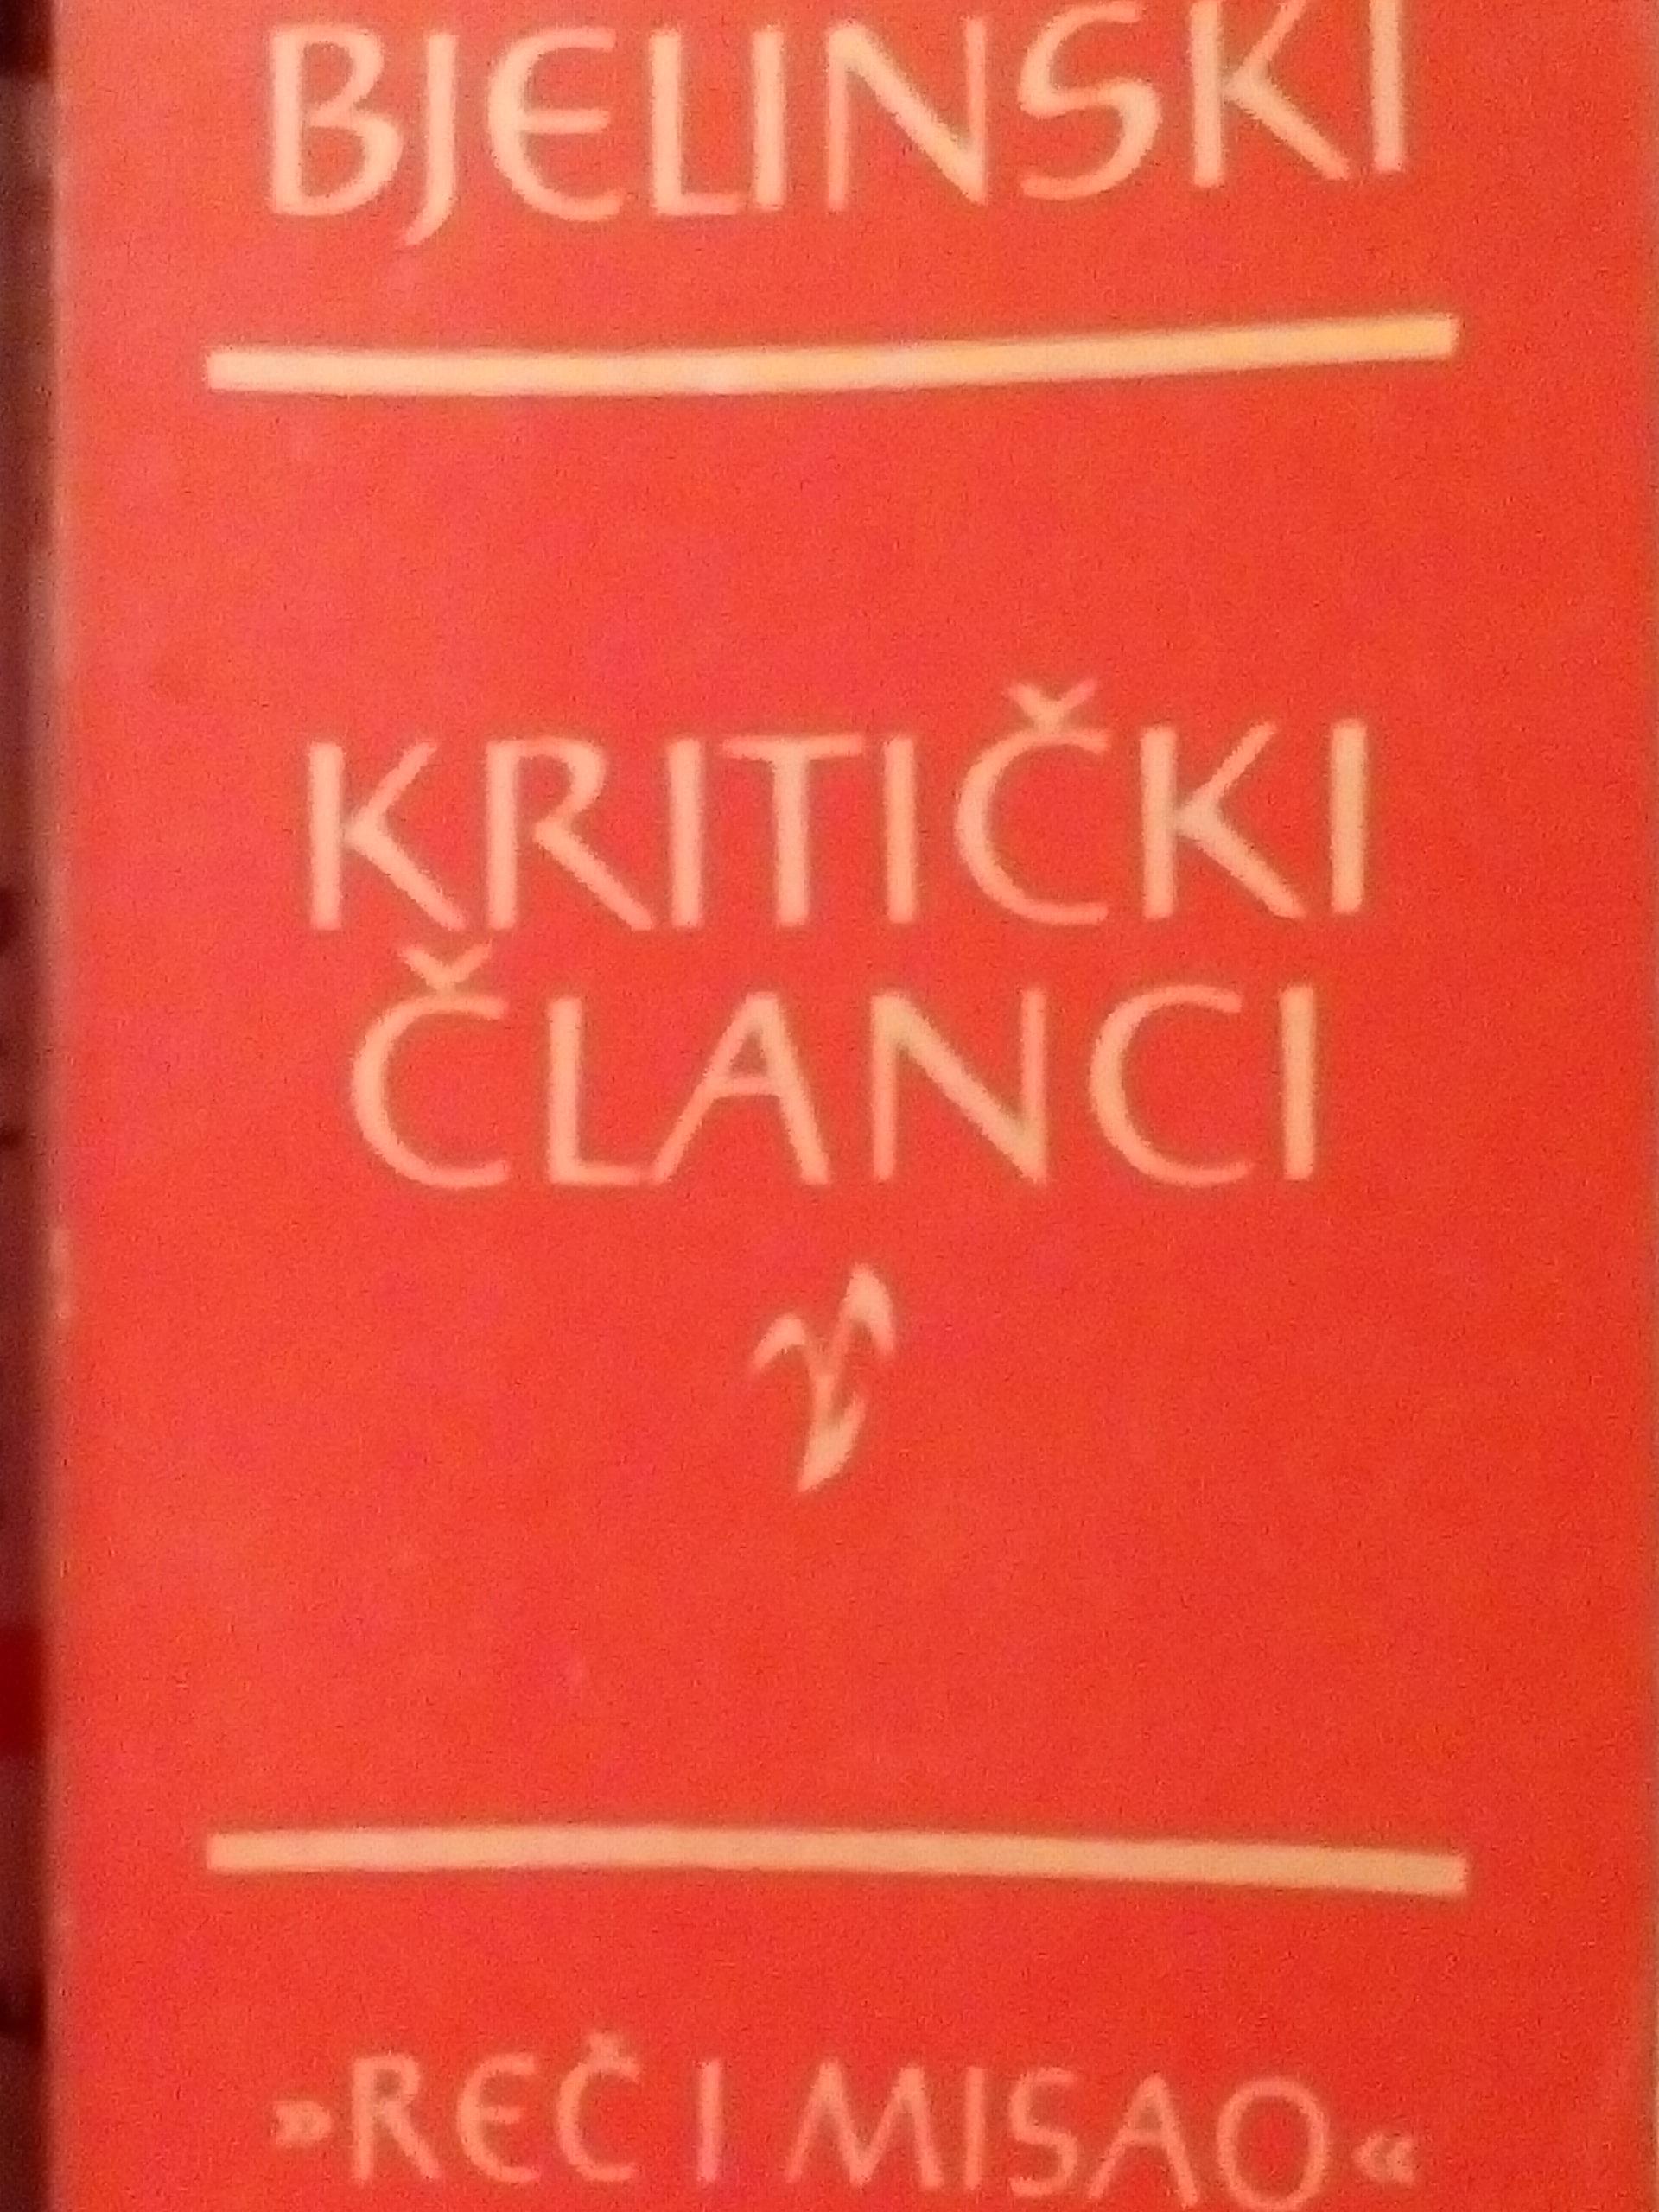 BJELINSKI
KRITIČKI
ČLANCI
»REČ I MISAO«